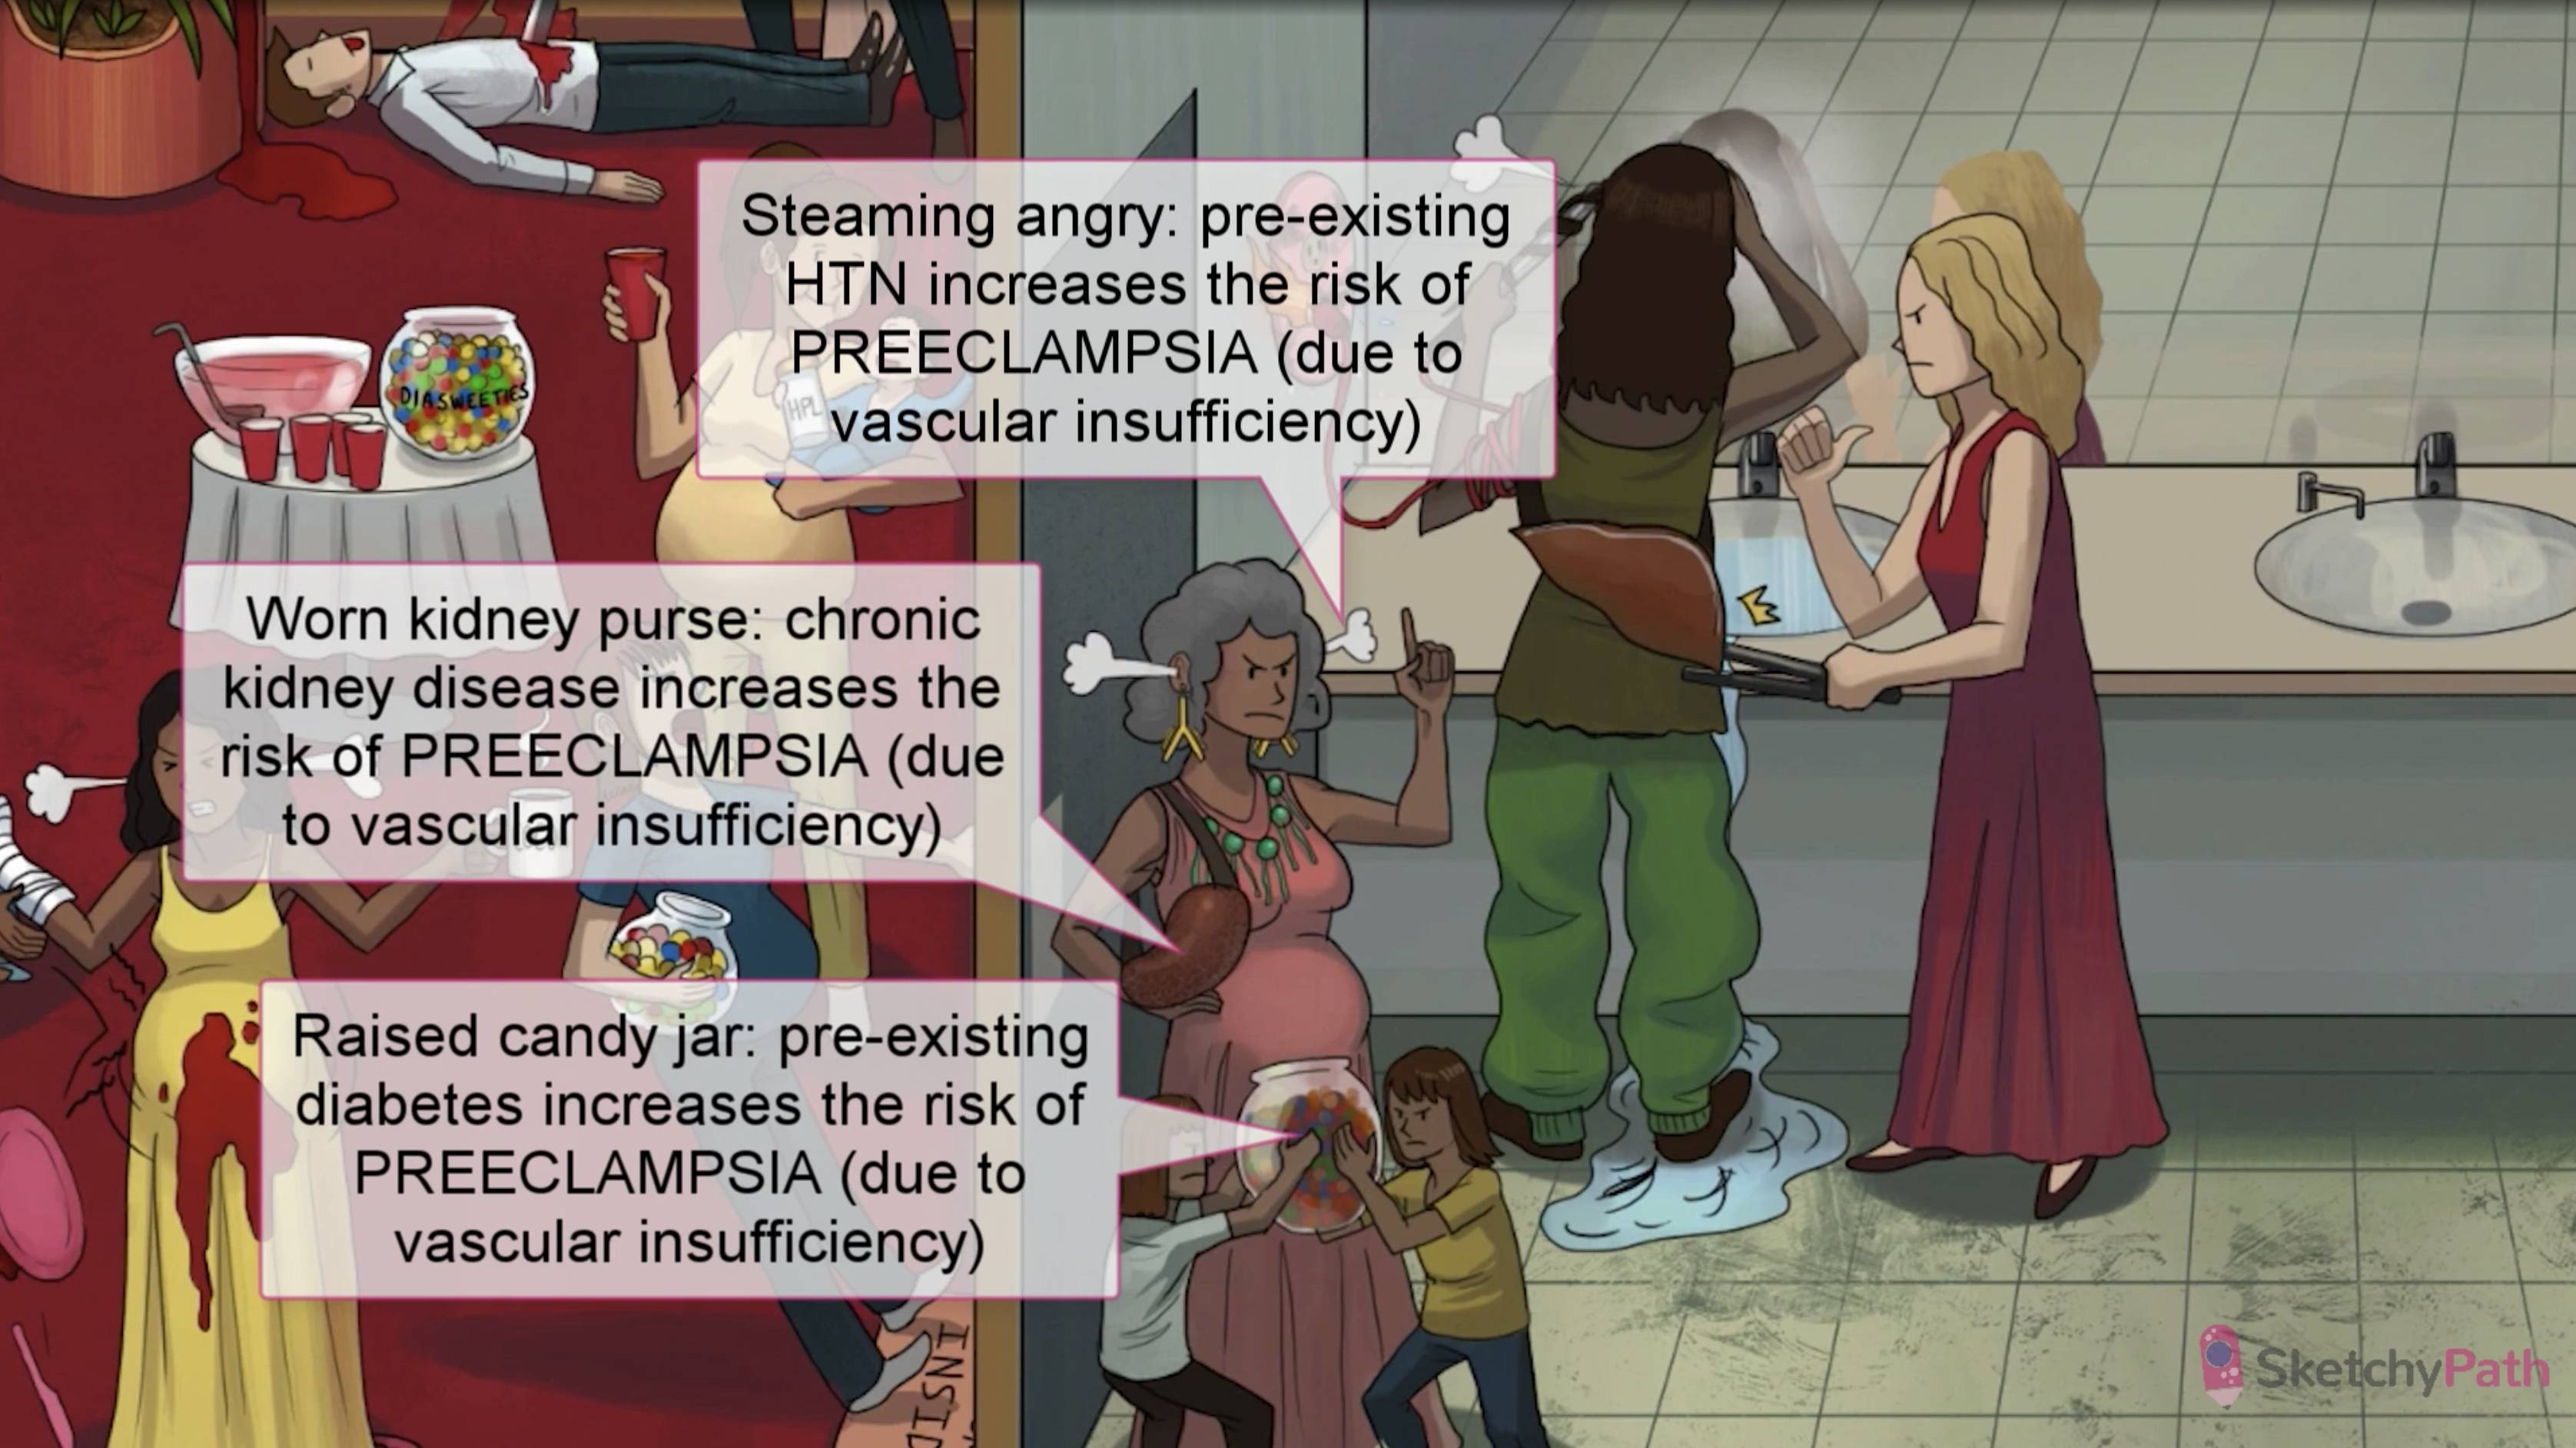 Steaming angry: pre-existing
HTN increases the risk of
PREECLAMPSIA (due to
vascular insufficiency)
DIASWEETIES
HPL
Worn kidney purse: chronic
kidney disease increases the
risk of PREECLAMPSIA (due
to vascular insufficiency)
Raised candy jar: pre-existing
diabetes increases the risk of
PREECLAMPSIA (due to
vascular insufficiency)
SketchyPath